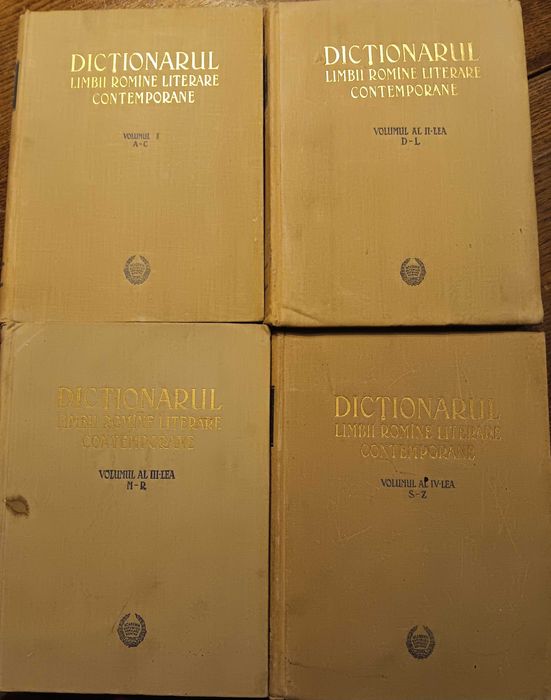 DICȚIONARUL
LIMBII ROMÎNE LITERARE
CONTEMPORANE
VOLUMUL I
A-C
DICȚIONARUL
LIMBII ROMÎNE LITERARE
CONTEMPORANE
VOLUMUL AL II-LEA
D-L
DICȚIONARUL
LIMBII ROMÎNE LITERARE
CONTEMPORANE
VOLUMUL AL III-LEA
M-R
DICȚIONARUL
LIMBII ROMÎNE LITERARE
CONTEMPORANE
VOLUMUL AL IV-LEA
S-Z